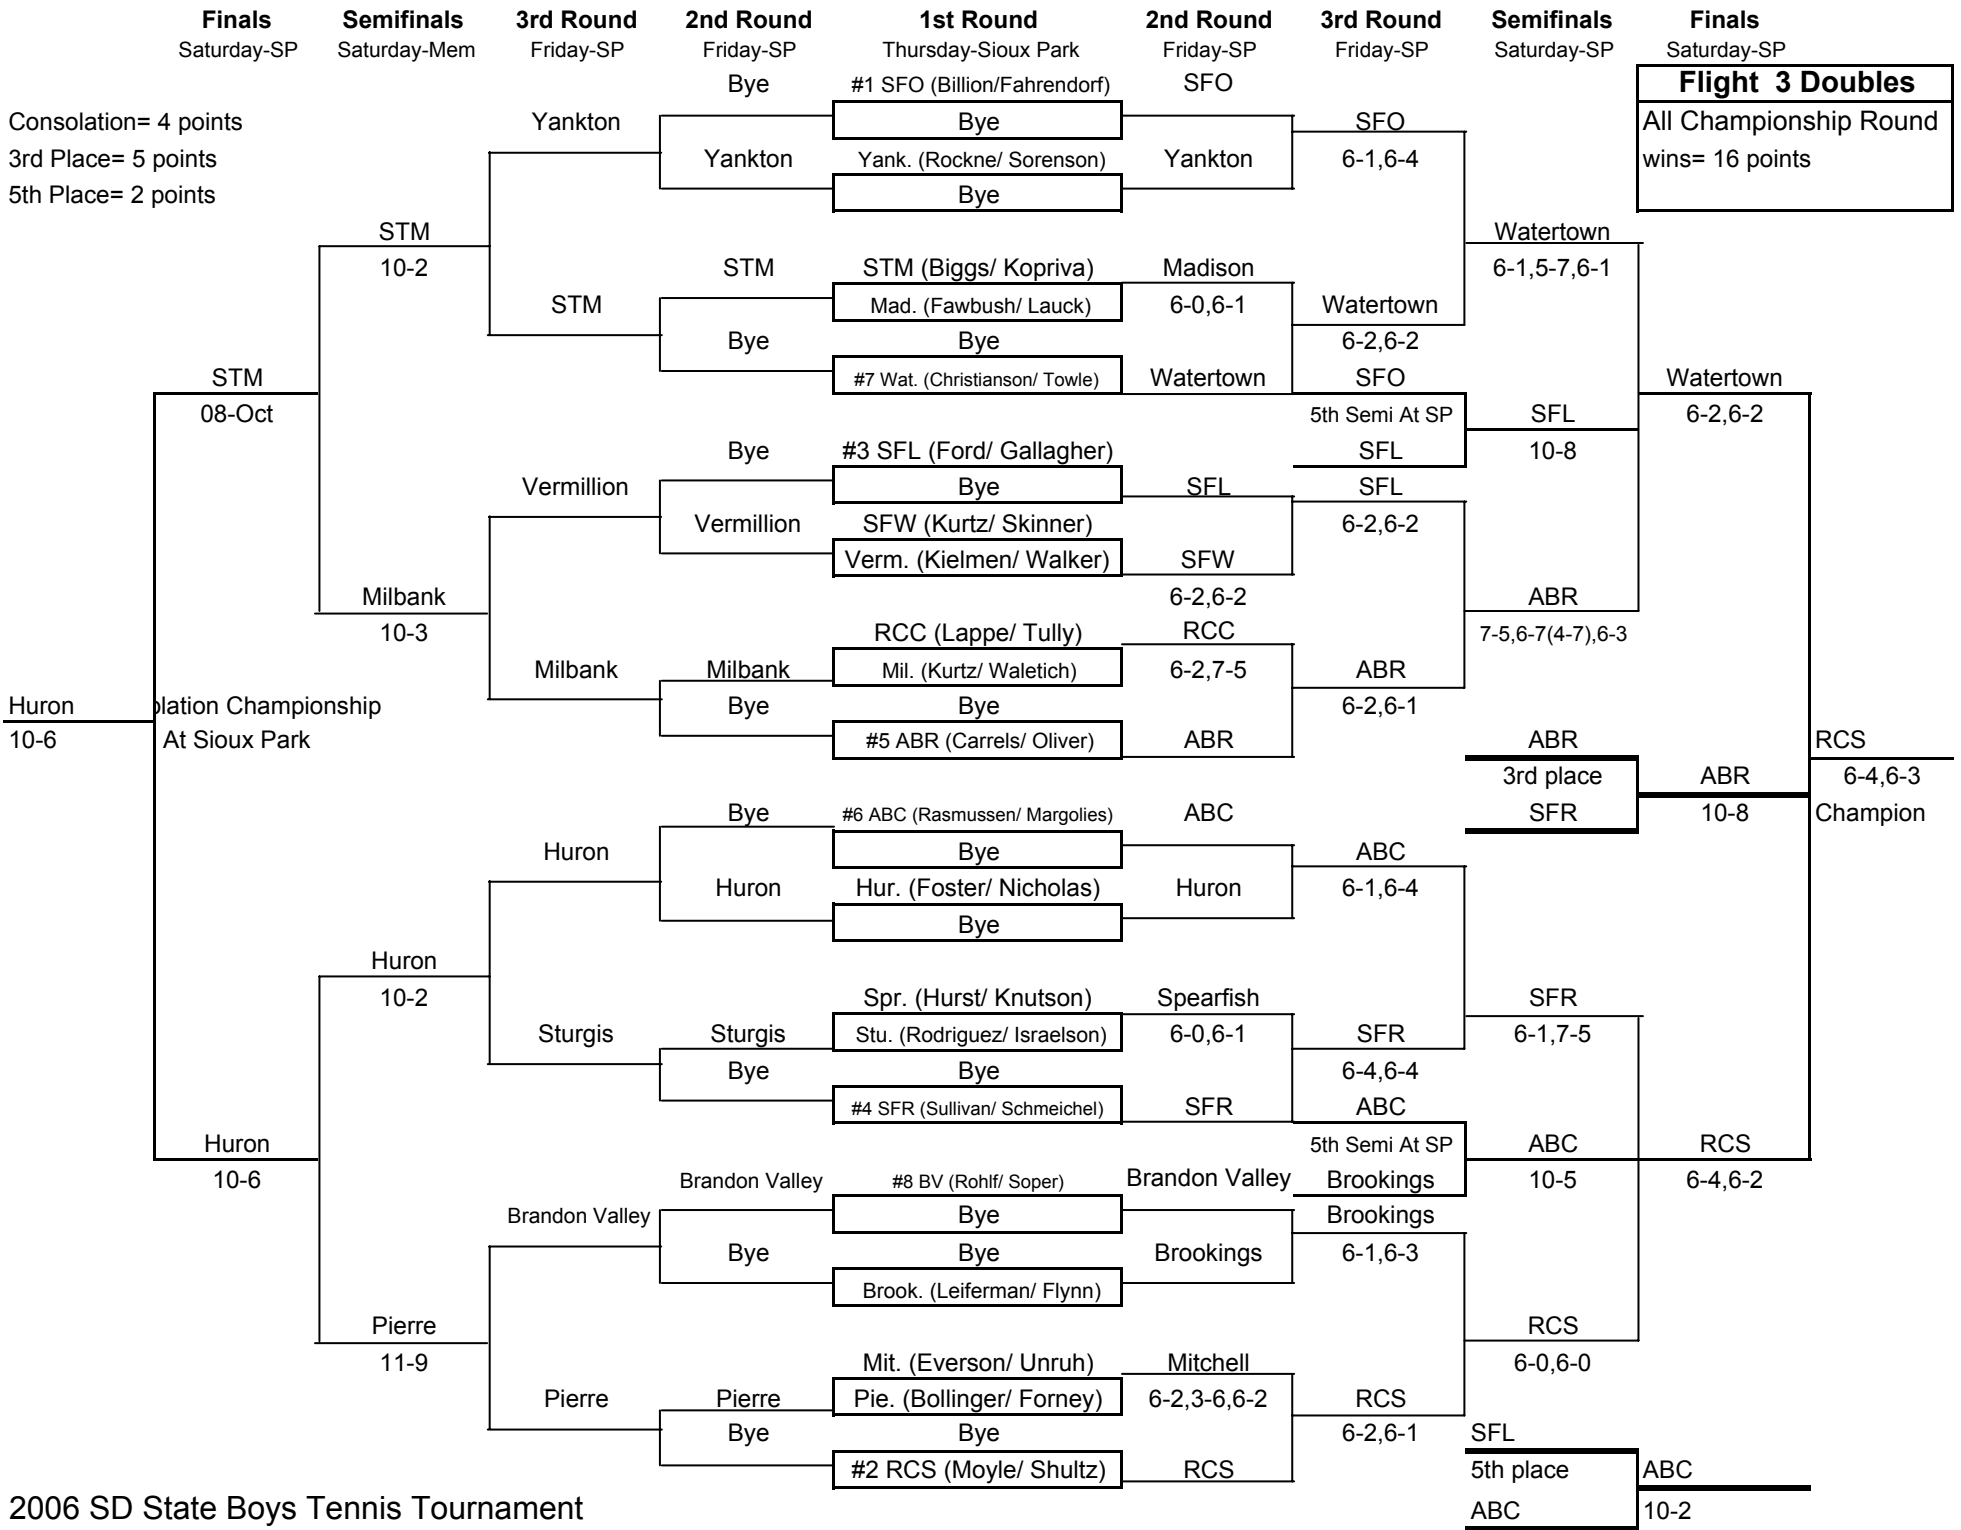 Finals Semifinals 3rd Round 2nd Round 1st Round 2nd Round 3rd Round Semifinals Finals
Saturday-SP Saturday-Mem Friday-SP Friday-SP Thursday-Sioux Park Friday-SP Friday-SP Saturday-SP Saturday-SP
Bye #1 SFO (Billion/Fahrendorf) SFO Flight 3 Doubles
Consolation= 4 points Yankton Bye SFO All Championship Round
3rd Place= 5 points Yankton Yank. (Rockne/ Sorenson) Yankton 6-1,6-4 wins= 16 points
5th Place= 2 points Bye
STM Watertown
10-2 STM STM (Biggs/ Kopriva) Madison 6-1,5-7,6-1
STM Mad. (Fawbush/ Lauck) 6-0,6-1 Watertown
Bye Bye 6-2,6-2
STM #7 Wat. (Christianson/ Towle) Watertown SFO Watertown
08-Oct 5th Semi At SP SFL 6-2,6-2
Bye #3 SFL (Ford/ Gallagher) SFL 10-8
Vermillion Bye SFL SFL
Vermillion SFW (Kurtz/ Skinner) 6-2,6-2
Verm. (Kielmen/ Walker) SFW
Milbank 6-2,6-2 ABR
10-3 RCC (Lappe/ Tully) RCC 7-5,6-7(4-7),6-3
Milbank Milbank Mil. (Kurtz/ Waletich) 6-2,7-5 ABR
Huron olation Championship Bye Bye 6-2,6-1
10-6 At Sioux Park #5 ABR (Carrels/ Oliver) ABR ABR RCS
3rd place ABR 6-4,6-3
Bye #6 ABC (Rasmussen/ Margolies) ABC SFR 10-8 Champion
Huron Bye ABC
Huron Hur. (Foster/ Nicholas) Huron 6-1,6-4
Bye
Huron
10-2 Spr. (Hurst/ Knutson) Spearfish SFR
Sturgis Sturgis Stu. (Rodriguez/ Israelson) 6-0,6-1 SFR 6-1,7-5
Bye Bye 6-4,6-4
#4 SFR (Sullivan/ Schmeichel) SFR ABC
Huron 5th Semi At SP ABC RCS
10-6 Brandon Valley #8 BV (Rohlf/ Soper) Brandon Valley Brookings 10-5 6-4,6-2
Brandon Valley Bye Brookings
Bye Bye Brookings 6-1,6-3
Brook. (Leiferman/ Flynn)
Pierre RCS
11-9 Mit. (Everson/ Unruh) Mitchell 6-0,6-0
Pierre Pierre Pie. (Bollinger/ Forney) 6-2,3-6,6-2 RCS
Bye Bye 6-2,6-1 SFL
#2 RCS (Moyle/ Shultz) RCS 5th place ABC
2006 SD State Boys Tennis Tournament ABC 10-2